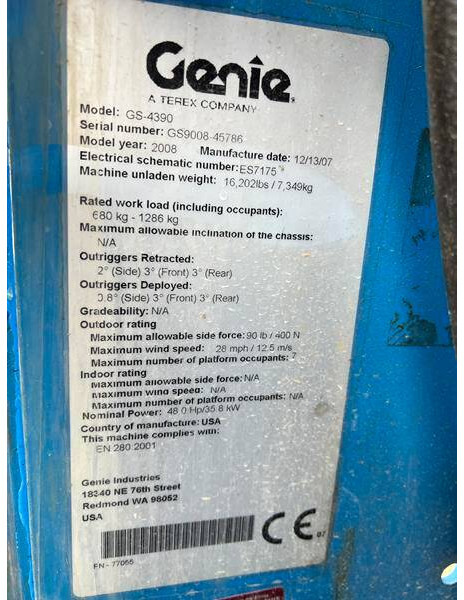 Genie
A TEREX COMPANY
Model: GS-4390
Serial number: GS9008-45786
Model year: 2008 Manufacture date: 12/13/07
Electrical schematic number: ES7175
Machine unladen weight: 16,202lbs / 7,349kg
Rated work load (including occupants):
680 kg - 1286 kg
Maximum allowable inclination of the chassis:
N/A
Outriggers Retracted:
2° (Side) 3° (Front) 3° (Rear)
Outriggers Deployed:
0.8° (Side) 3° (Front) 3° (Rear)
Gradeability: N/A
Outdoor rating
Maximum allowable side force: 90 lb / 400 N
Maximum wind speed: 28 mph / 12.5 m/s
Maximum number of platform occupants: 7
Indoor rating
Maximum allowable side force: N/A
Maximum wind speed: N/A
Maximum number of platform occupants: N/A
Nominal Power: 48.0 Hp/35.8 kW
Country of manufacture: USA
This machine complies with:
EN 280:2001
Genie Industries
18340 NE 76th Street
Redmond WA 98052
USA
CE 07
FN - 77055